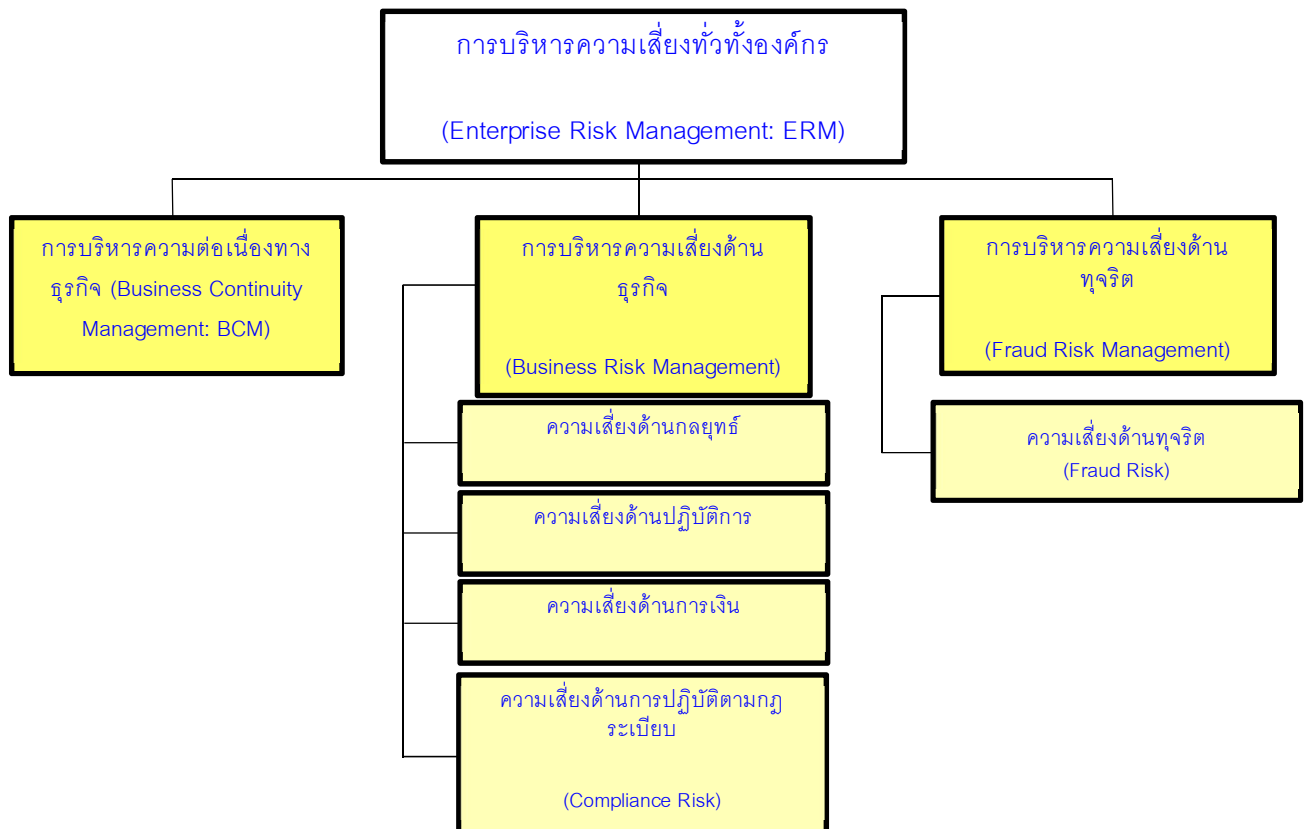 การบริหารความเสี่ยงทั่วทั้งองค์กร
(Enterprise Risk Management: ERM)
การบริหารความต่อเนื่องทาง
ธุรกิจ (Business Continuity
Management: BCM)
การบริหารความเสี่ยงด้าน
ธุรกิจ
(Business Risk Management)
ความเสี่ยงด้านกลยุทธ์
ความเสี่ยงด้านปฏิบัติการ
ความเสี่ยงด้านการเงิน
ความเสี่ยงด้านการปฏิบัติตามกฎ
ระเบียบ
(Compliance Risk)
การบริหารความเสี่ยงด้าน
ทุจริต
(Fraud Risk Management)
ความเสี่ยงด้านทุจริต
(Fraud Risk)